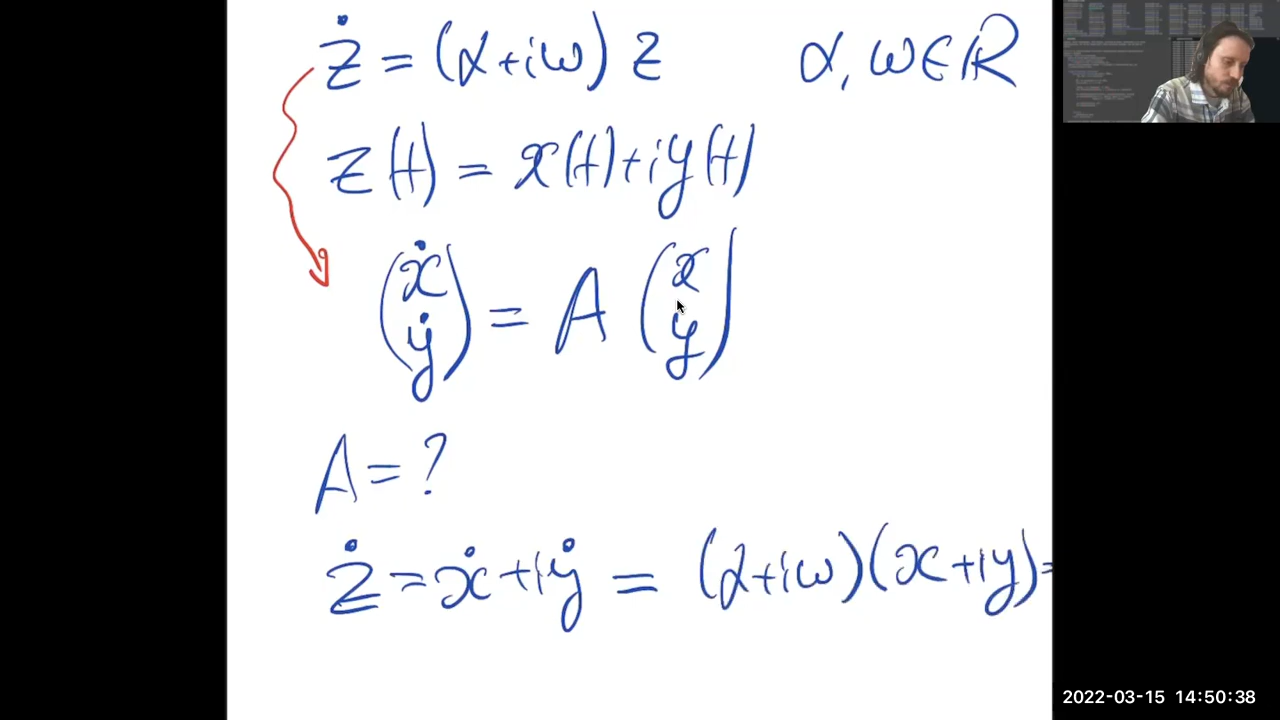 ż = (α+iω) z    α, ω∈ℝ
z(t) = x(t)+iy(t)
(ẋ ẏ) = A (x y)
A = ?
ż = ẋ+iẏ = (α+iω)(x+iy)=
2022-03-15 14:50:38